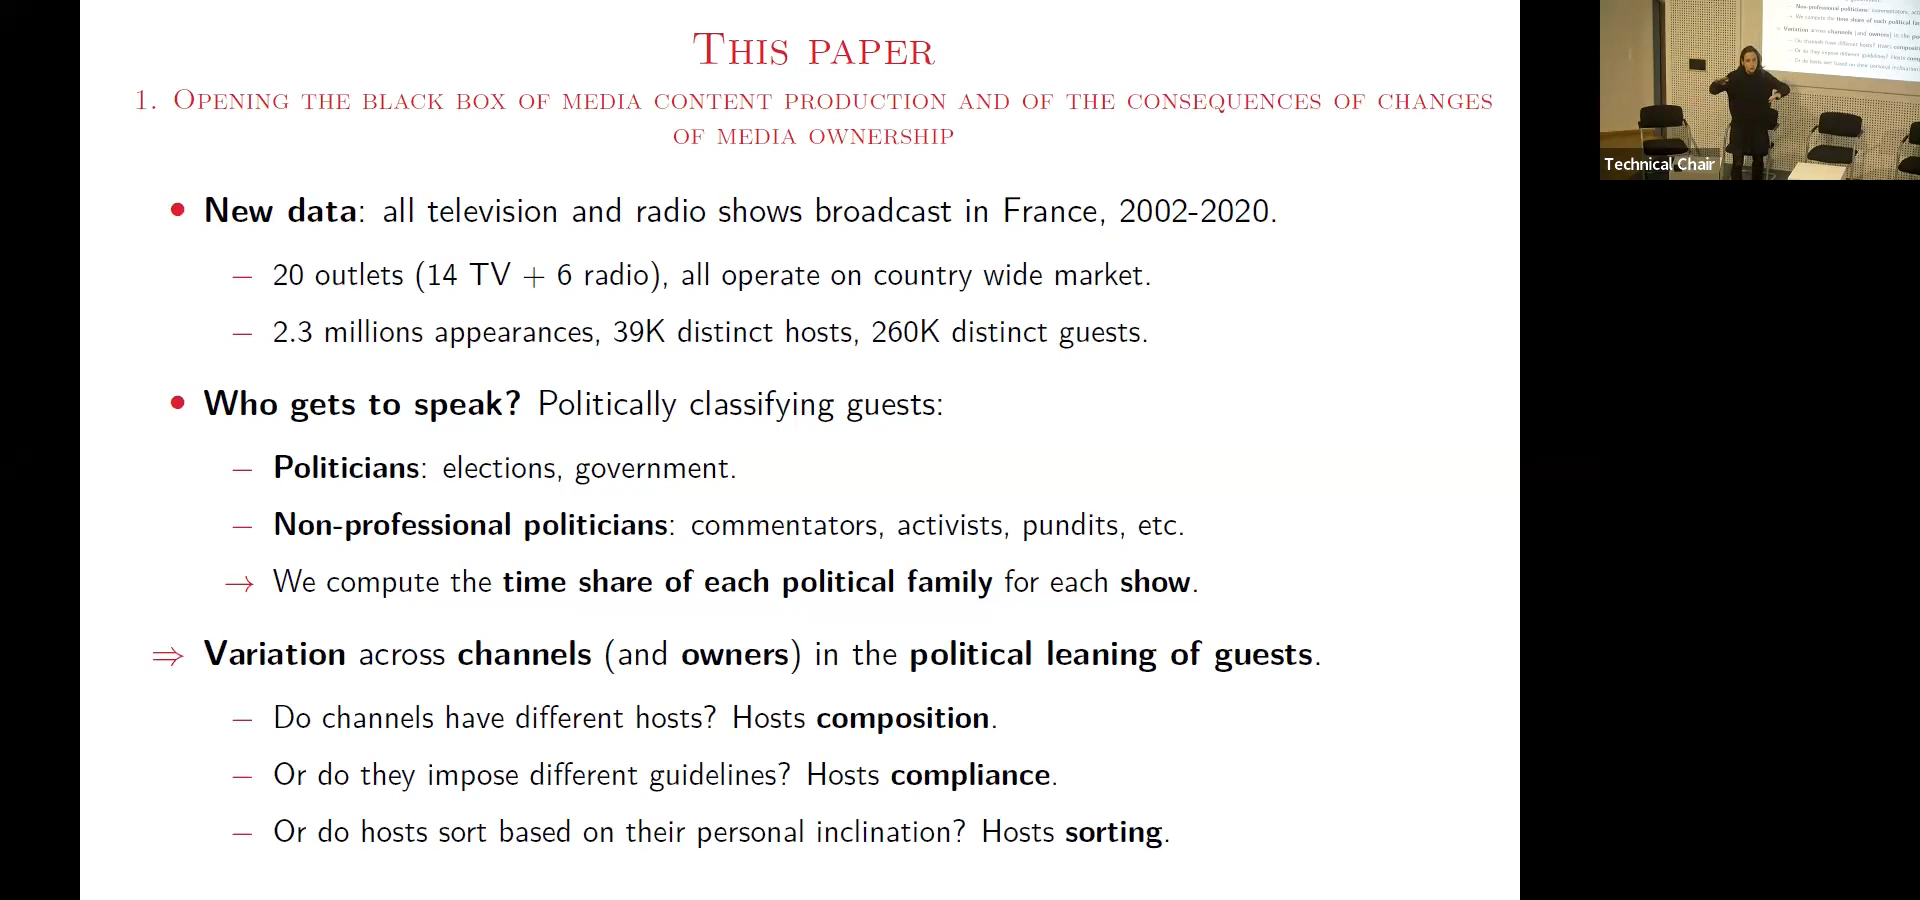 THIS PAPER
1. OPENING THE BLACK BOX OF MEDIA CONTENT PRODUCTION AND OF THE CONSEQUENCES OF CHANGES
OF MEDIA OWNERSHIP
• New data: all television and radio shows broadcast in France, 2002-2020.
– 20 outlets (14 TV + 6 radio), all operate on country wide market.
– 2.3 millions appearances, 39K distinct hosts, 260K distinct guests.
• Who gets to speak? Politically classifying guests:
– Politicians: elections, government.
– Non-professional politicians: commentators, activists, pundits, etc.
→ We compute the time share of each political family for each show.
⇒ Variation across channels (and owners) in the political leaning of guests.
– Do channels have different hosts? Hosts composition.
– Or do they impose different guidelines? Hosts compliance.
– Or do hosts sort based on their personal inclination? Hosts sorting.
Technical Chair